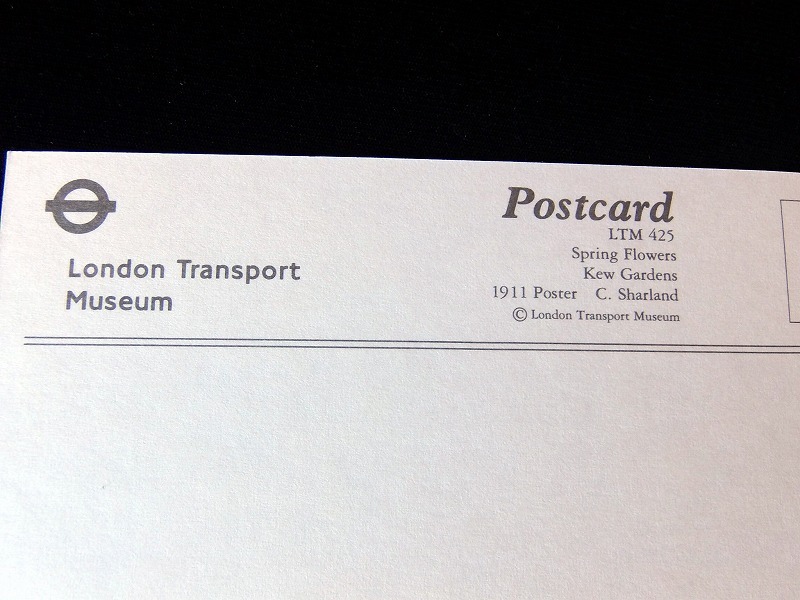 London Transport
Museum
Postcard
LTM 425
Spring Flowers
Kew Gardens
1911 Poster C. Sharland
© London Transport Museum